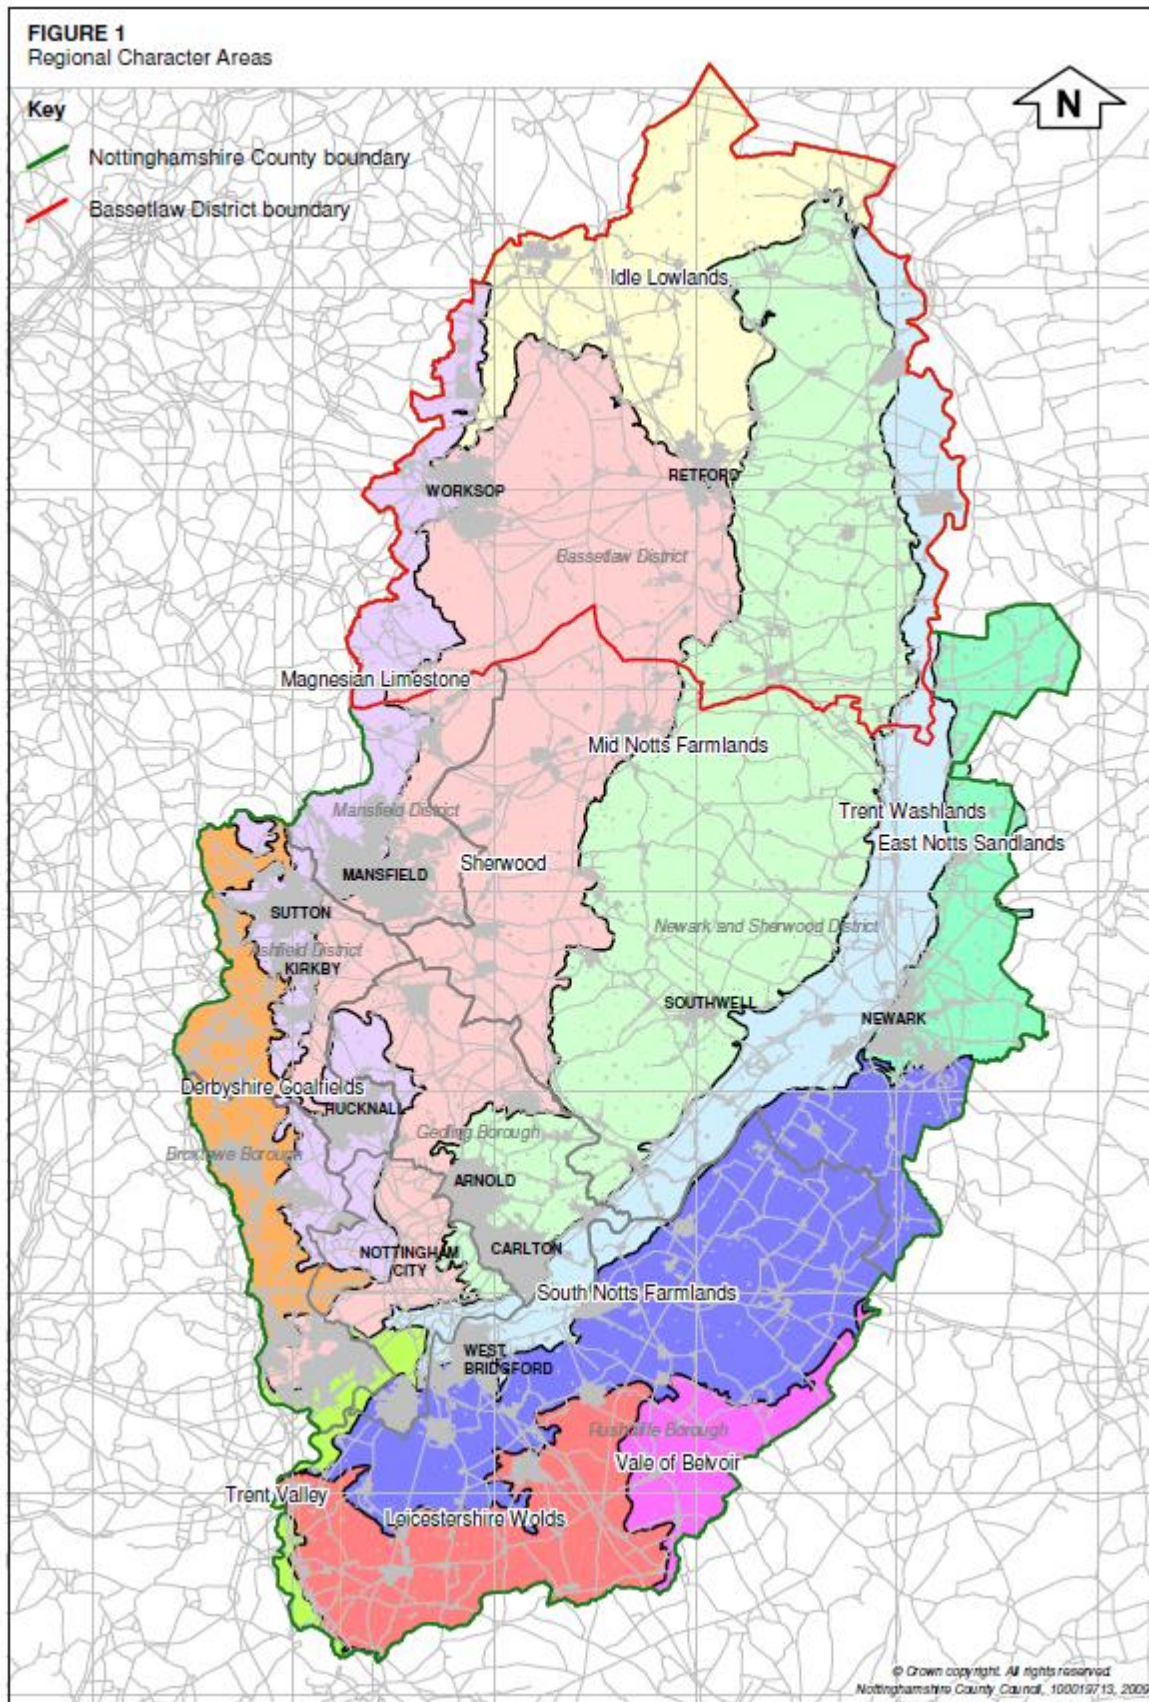 FIGURE 1
Regional Character Areas
Key
Nottinghamshire County boundary
Bassetlaw District boundary
N
Idle Lowlands
RETFORD
WORKSOP
Bassetlaw District
Magnesian Limestone
Mid Notts Farmlands
Mansfield District
Trent Washlands
East Notts Sandlands
Sherwood
MANSFIELD
SUTTON
Newark and Sherwood District
Ashfield District
KIRKBY
SOUTHWELL
NEWARK
Derbyshire Coalfields
HUCKNALL
Gedling Borough
Broxtowe Borough
ARNOLD
CARLTON
NOTTINGHAM
CITY
South Notts Farmlands
WEST
BRIDGFORD
Rushcliffe Borough
Vale of Belvoir
Trent Valley
Leicestershire Wolds
© Crown copyright. All rights reserved.
Nottinghamshire County Council, 100019713, 2009